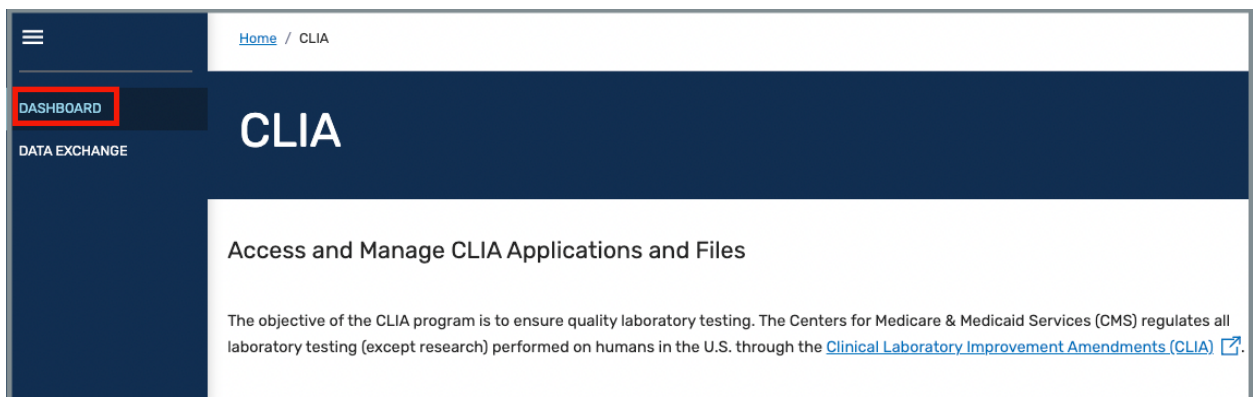 Home / CLIA
DASHBOARD
DATA EXCHANGE
CLIA
Access and Manage CLIA Applications and Files
The objective of the CLIA program is to ensure quality laboratory testing. The Centers for Medicare & Medicaid Services (CMS) regulates all
laboratory testing (except research) performed on humans in the U.S. through the Clinical Laboratory Improvement Amendments (CLIA).